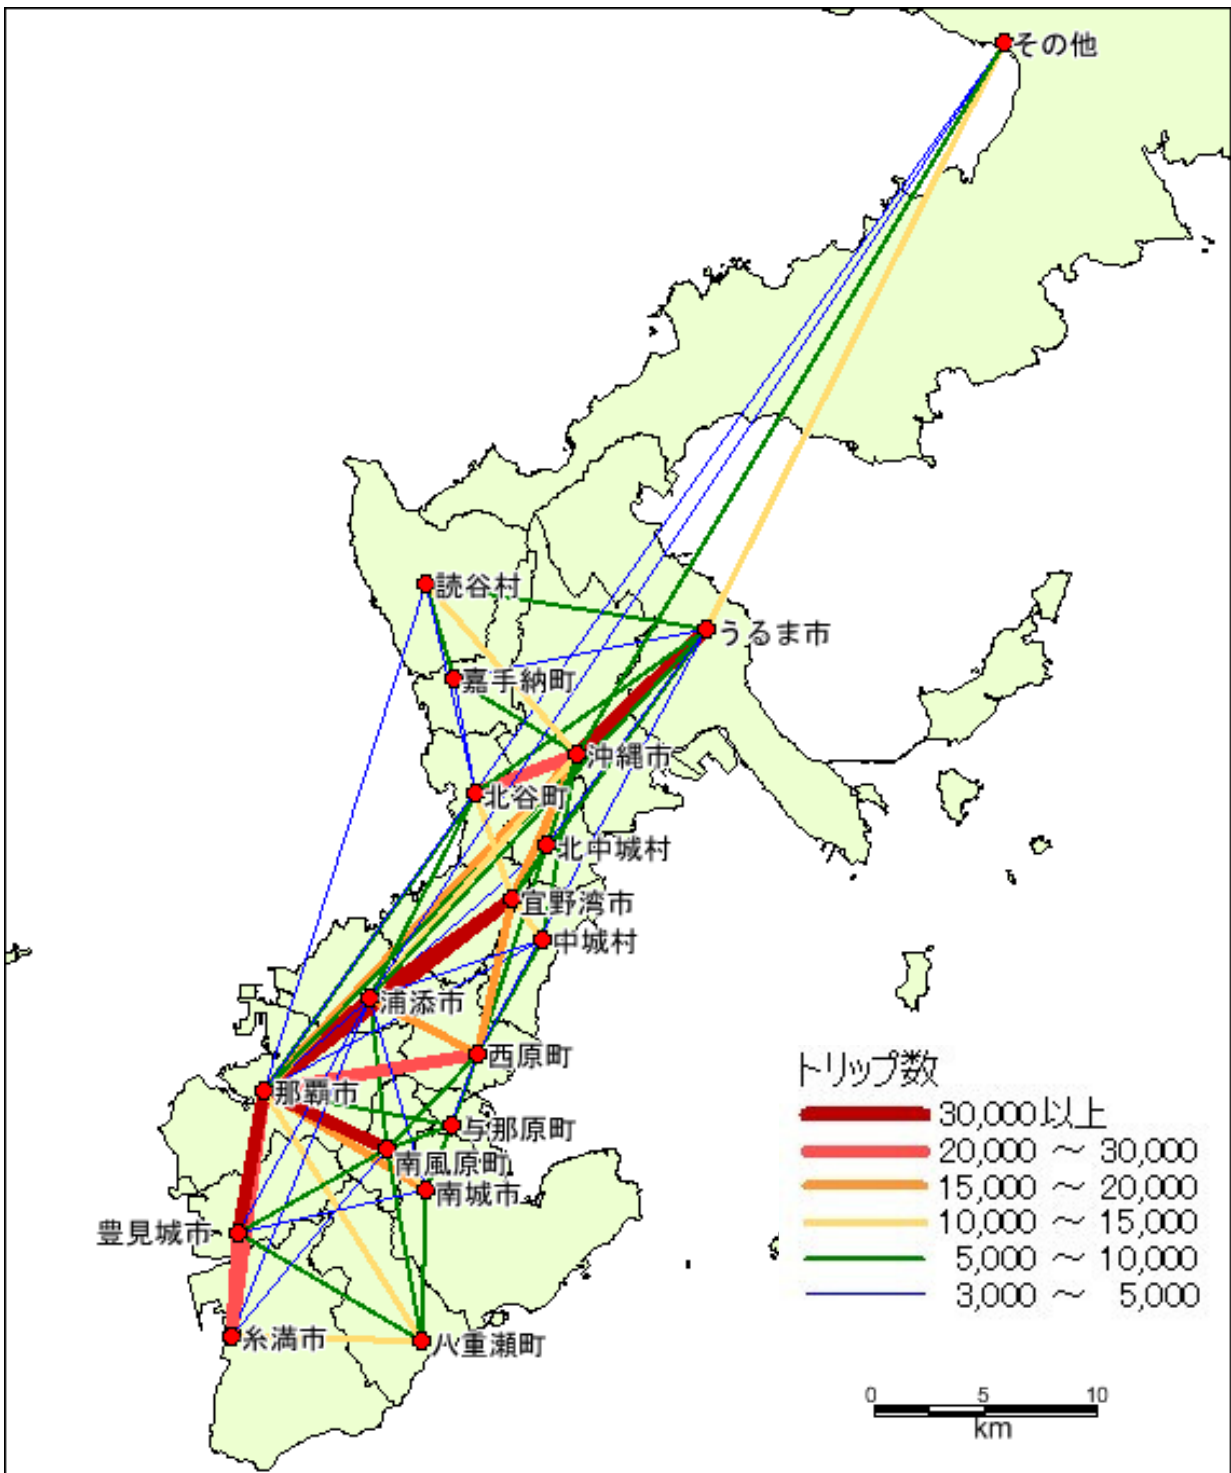 その他
読谷村
うるま市
嘉手納町
沖縄市
北谷町
北中城村
宜野湾市
中城村
浦添市
西原町
那覇市
与那原町
南風原町
南城市
豊見城市
糸満市
八重瀬町
トリップ数
30,000以上
20,000 ～ 30,000
15,000 ～ 20,000
10,000 ～ 15,000
5,000 ～ 10,000
3,000 ～ 5,000
0 5 10
km